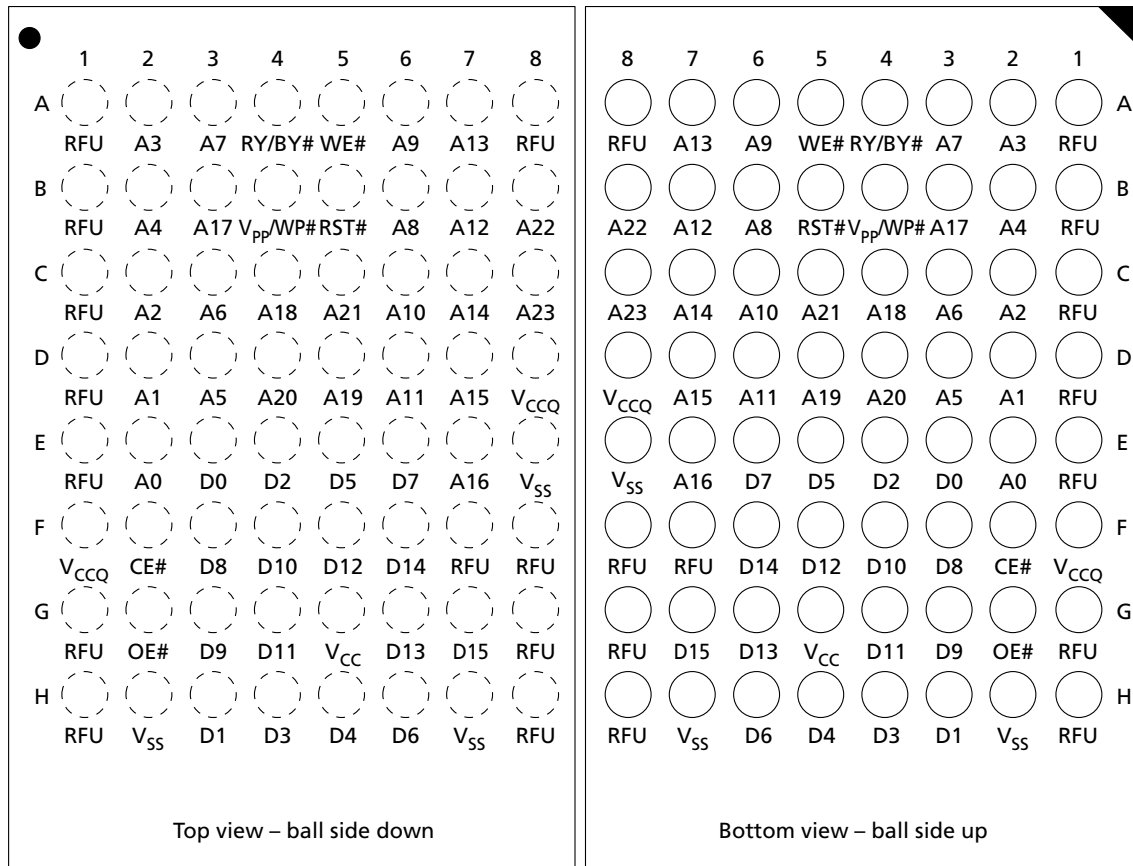 1 2 3 4 5 6 7 8
A
RFU A3 A7 RY/BY# WE# A9 A13 RFU
B
RFU A4 A17 VPP/WP# RST# A8 A12 A22
C
RFU A2 A6 A18 A21 A10 A14 A23
D
RFU A1 A5 A20 A19 A11 A15 VCCQ
E
RFU A0 D0 D2 D5 D7 A16 VSS
F
VCCQ CE# D8 D10 D12 D14 RFU RFU
G
RFU OE# D9 D11 VCC D13 D15 RFU
H
RFU VSS D1 D3 D4 D6 VSS RFU
Top view – ball side down
8 7 6 5 4 3 2 1
A
RFU A13 A9 WE# RY/BY# A7 A3 RFU
B
A22 A12 A8 RST# VPP/WP# A17 A4 RFU
C
A23 A14 A10 A21 A18 A6 A2 RFU
D
VCCQ A15 A11 A19 A20 A5 A1 RFU
E
VSS A16 D7 D5 D2 D0 A0 RFU
F
RFU RFU D14 D12 D10 D8 CE# VCCQ
G
RFU D15 D13 VCC D11 D9 OE# RFU
H
RFU VSS D6 D4 D3 D1 VSS RFU
Bottom view – ball side up